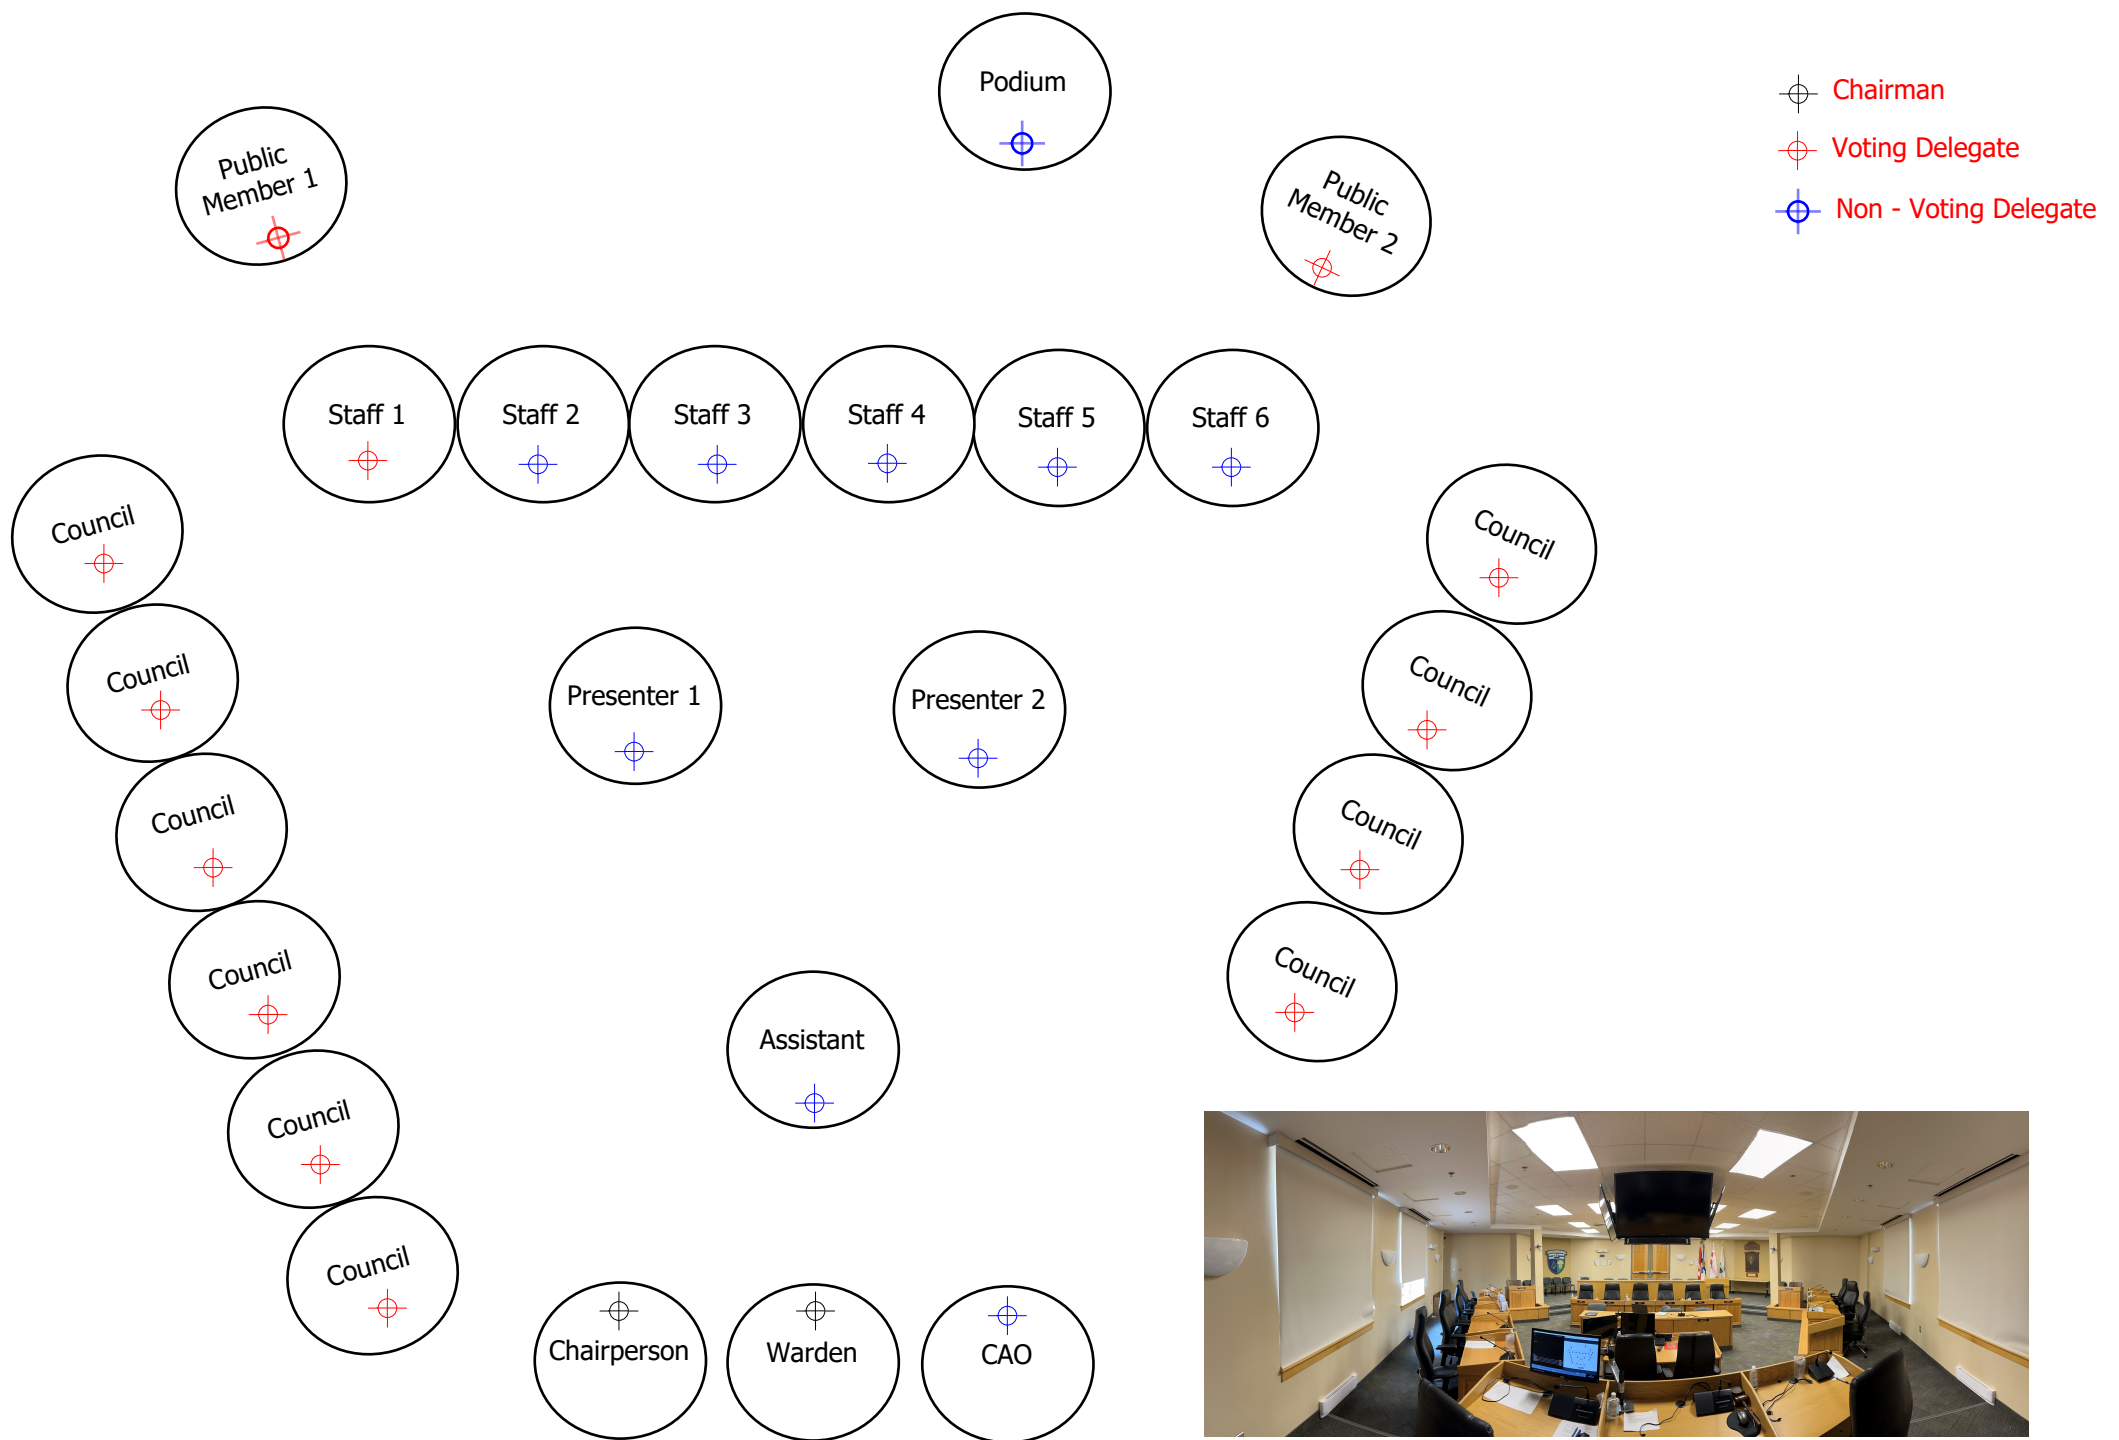 Podium
Chairman
Public
Member 1
Voting Delegate
Public
Member 2
Non - Voting Delegate
Staff 1
Staff 2
Staff 3
Staff 4
Staff 5
Staff 6
Council
Council
Council
Council
Presenter 1
Presenter 2
Council
Council
Council
Council
Assistant
Council
Council
Chairperson
Warden
CAO